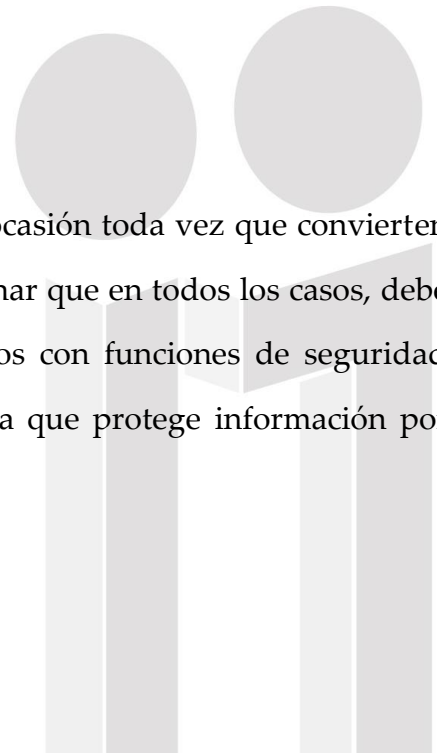 ocasión toda vez que convierten
nar que en todos los casos, debe
os con funciones de seguridad
a que protege información po